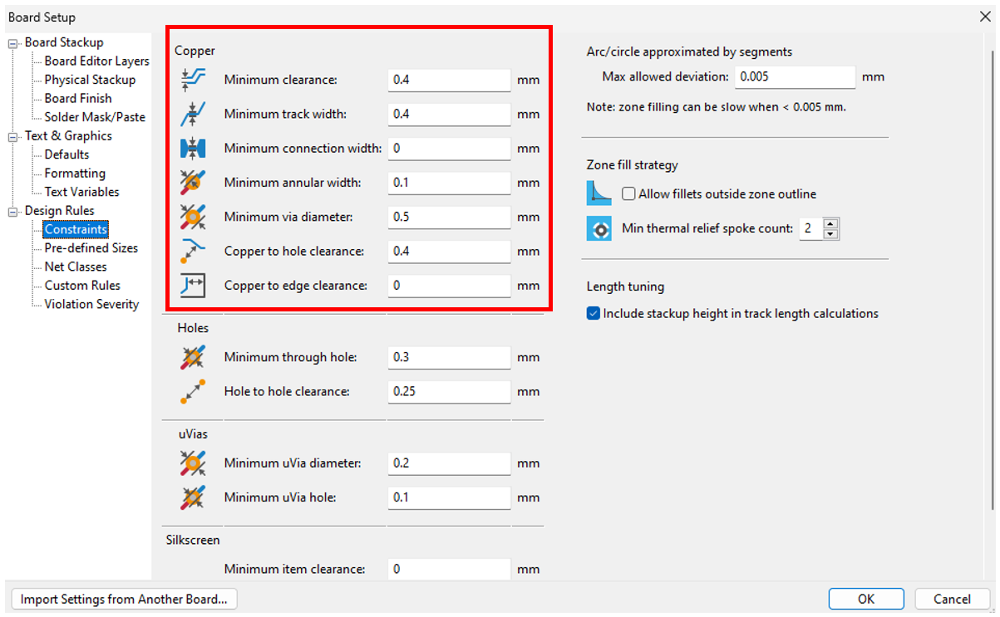 Board Setup
Board Stackup
Board Editor Layers
Physical Stackup
Board Finish
Solder Mask/Paste
Text & Graphics
Defaults
Formatting
Text Variables
Design Rules
Constraints
Pre-defined Sizes
Net Classes
Custom Rules
Violation Severity
Copper
Minimum clearance: 0.4 mm
Minimum track width: 0.4 mm
Minimum connection width: 0 mm
Minimum annular width: 0.1 mm
Minimum via diameter: 0.5 mm
Copper to hole clearance: 0.4 mm
Copper to edge clearance: 0 mm
Holes
Minimum through hole: 0.3 mm
Hole to hole clearance: 0.25 mm
uVias
Minimum uVia diameter: 0.2 mm
Minimum uVia hole: 0.1 mm
Silkscreen
Minimum item clearance: 0 mm
Arc/circle approximated by segments
Max allowed deviation: 0.005 mm
Note: zone filling can be slow when < 0.005 mm.
Zone fill strategy
Allow fillets outside zone outline
Min thermal relief spoke count: 2
Length tuning
Include stackup height in track length calculations
Import Settings from Another Board...
OK
Cancel